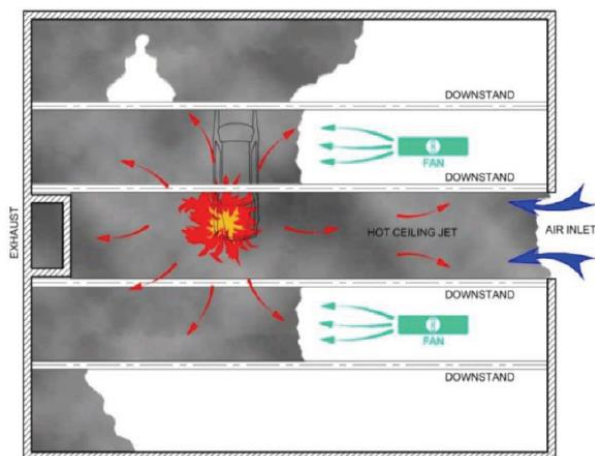 DOWNSTAND
FAN
DOWNSTAND
EXHAUST
HOT CEILING JET
AIR INLET
DOWNSTAND
FAN
DOWNSTAND